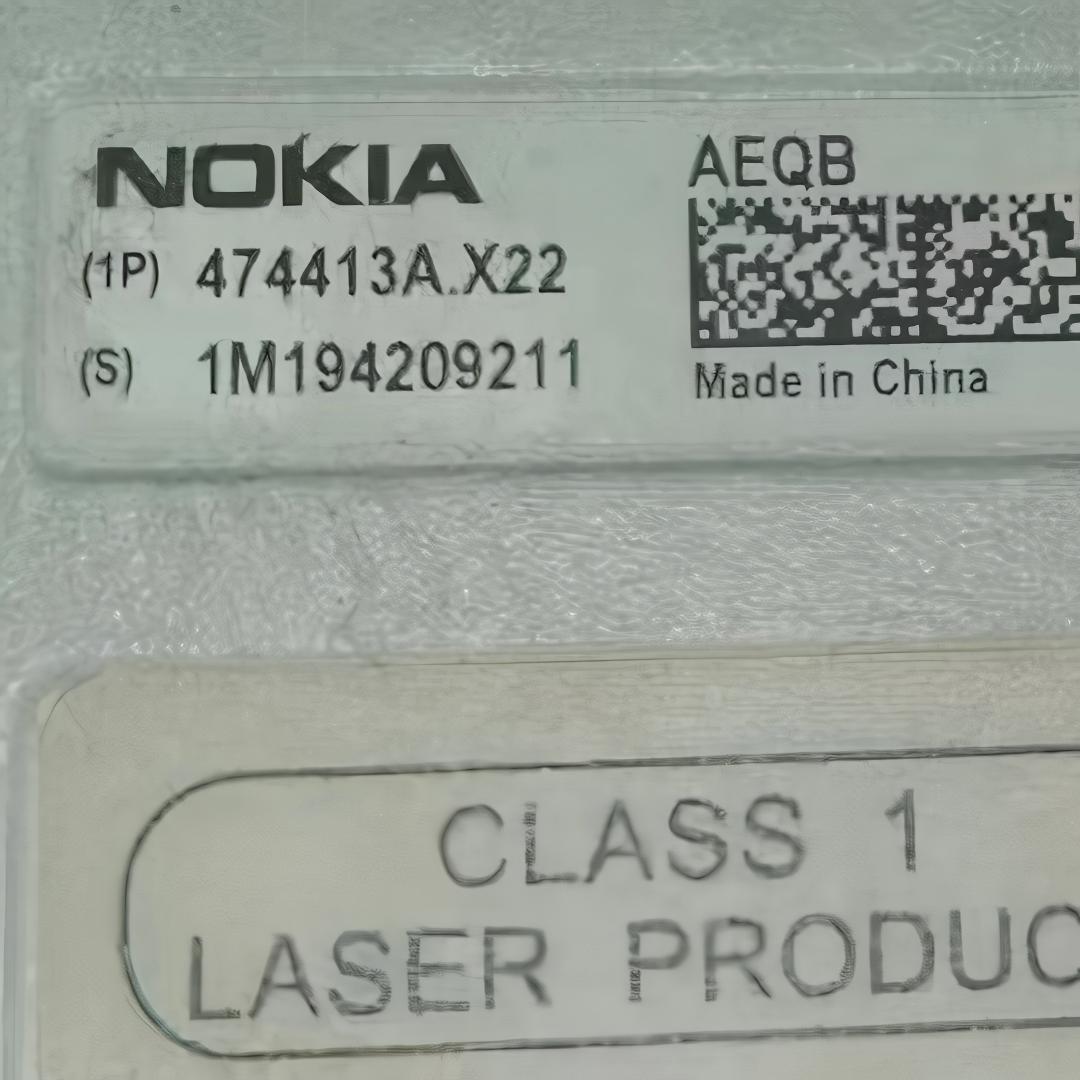 NOKIA
(1P) 474413A.X22
(S) 1M194209211
AEQB
Made in China
CLASS 1
LASER PRODUC